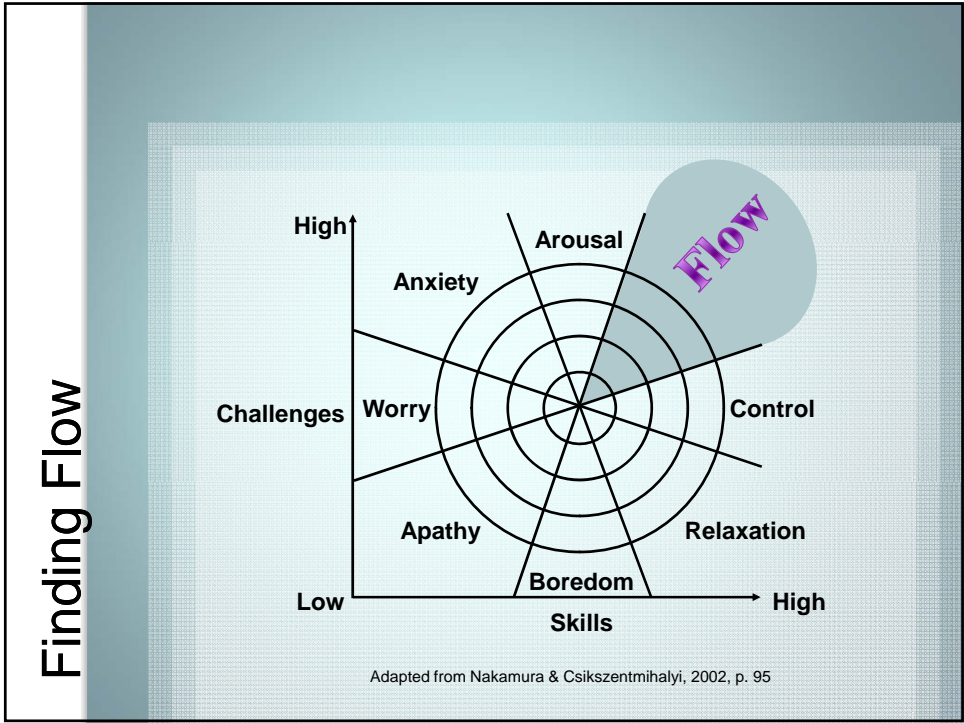 Finding Flow
High
Arousal
Flow
Anxiety
Challenges
Worry
Control
Apathy
Relaxation
Boredom
Low
High
Skills
Adapted from Nakamura & Csikszentmihalyi, 2002, p. 95